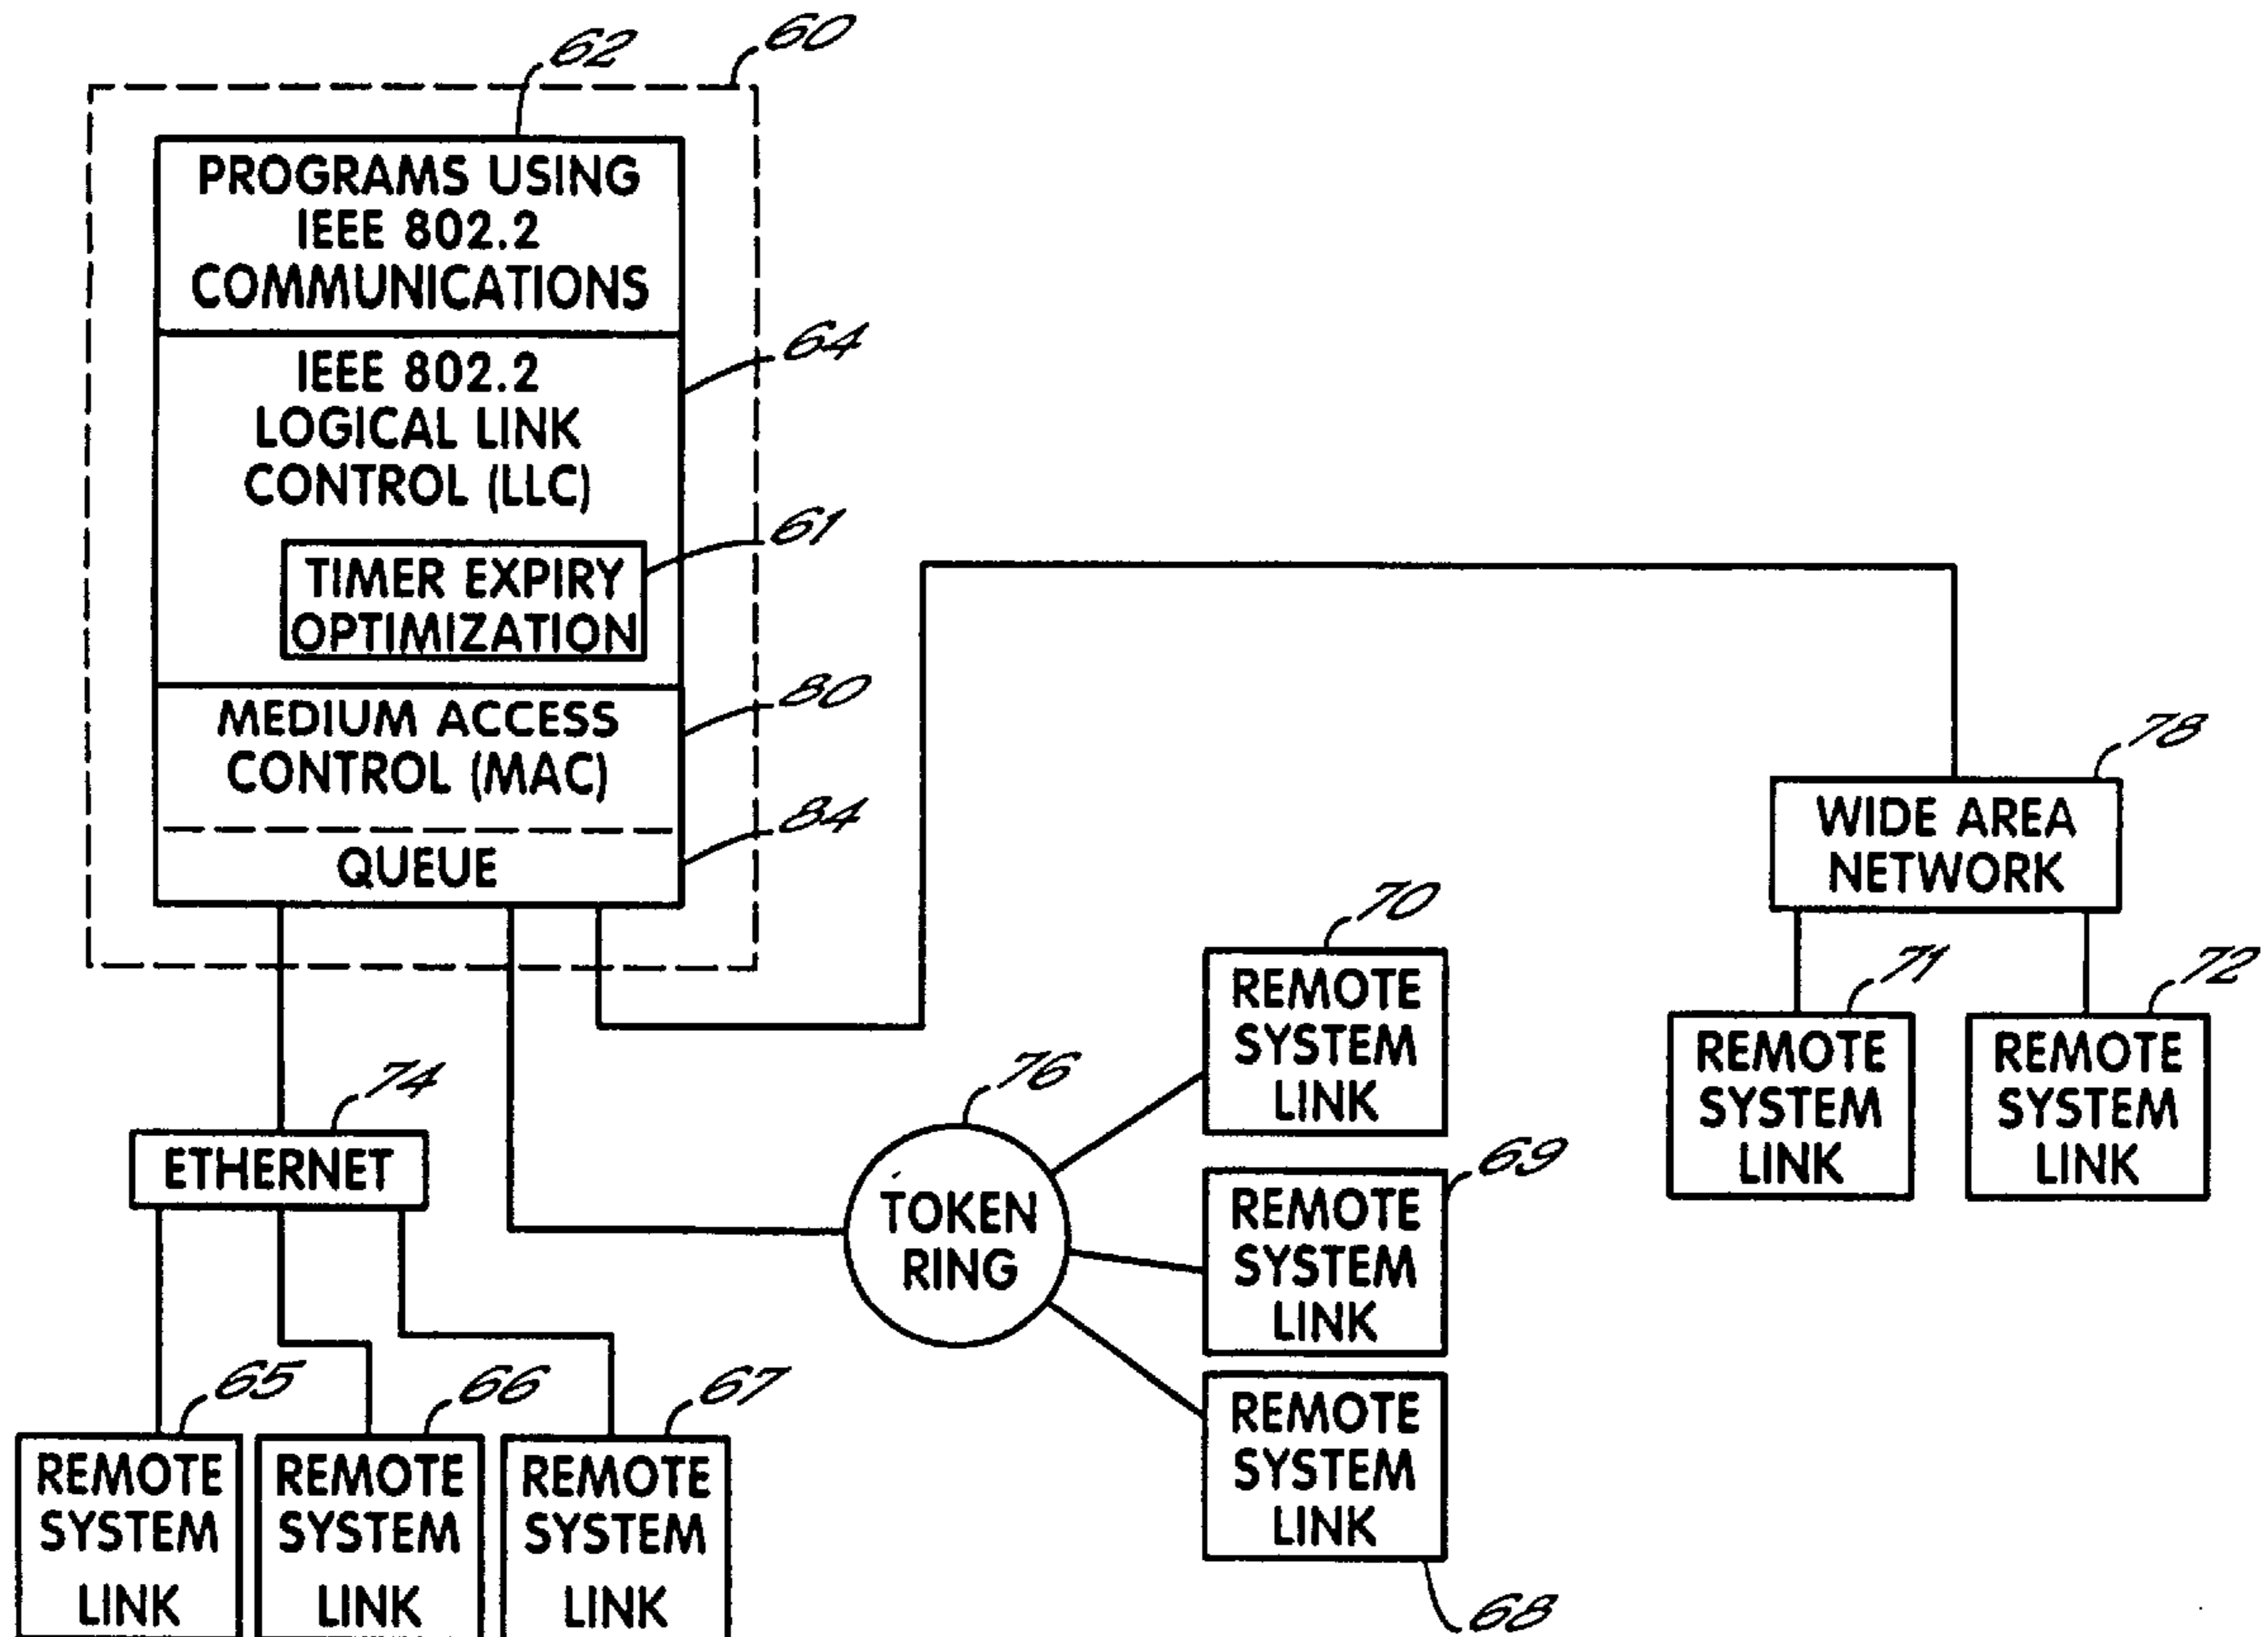 62
60
PROGRAMS USING
IEEE 802.2
COMMUNICATIONS
64
IEEE 802.2
LOGICAL LINK
CONTROL (LLC)
61
TIMER EXPIRY
OPTIMIZATION
80
MEDIUM ACCESS
CONTROL (MAC)
84
QUEUE
78
WIDE AREA
NETWORK
71
REMOTE
SYSTEM
LINK
72
REMOTE
SYSTEM
LINK
70
REMOTE
SYSTEM
LINK
76
TOKEN
RING
69
REMOTE
SYSTEM
LINK
REMOTE
SYSTEM
LINK
68
74
ETHERNET
65
REMOTE
SYSTEM
LINK
66
REMOTE
SYSTEM
LINK
67
REMOTE
SYSTEM
LINK